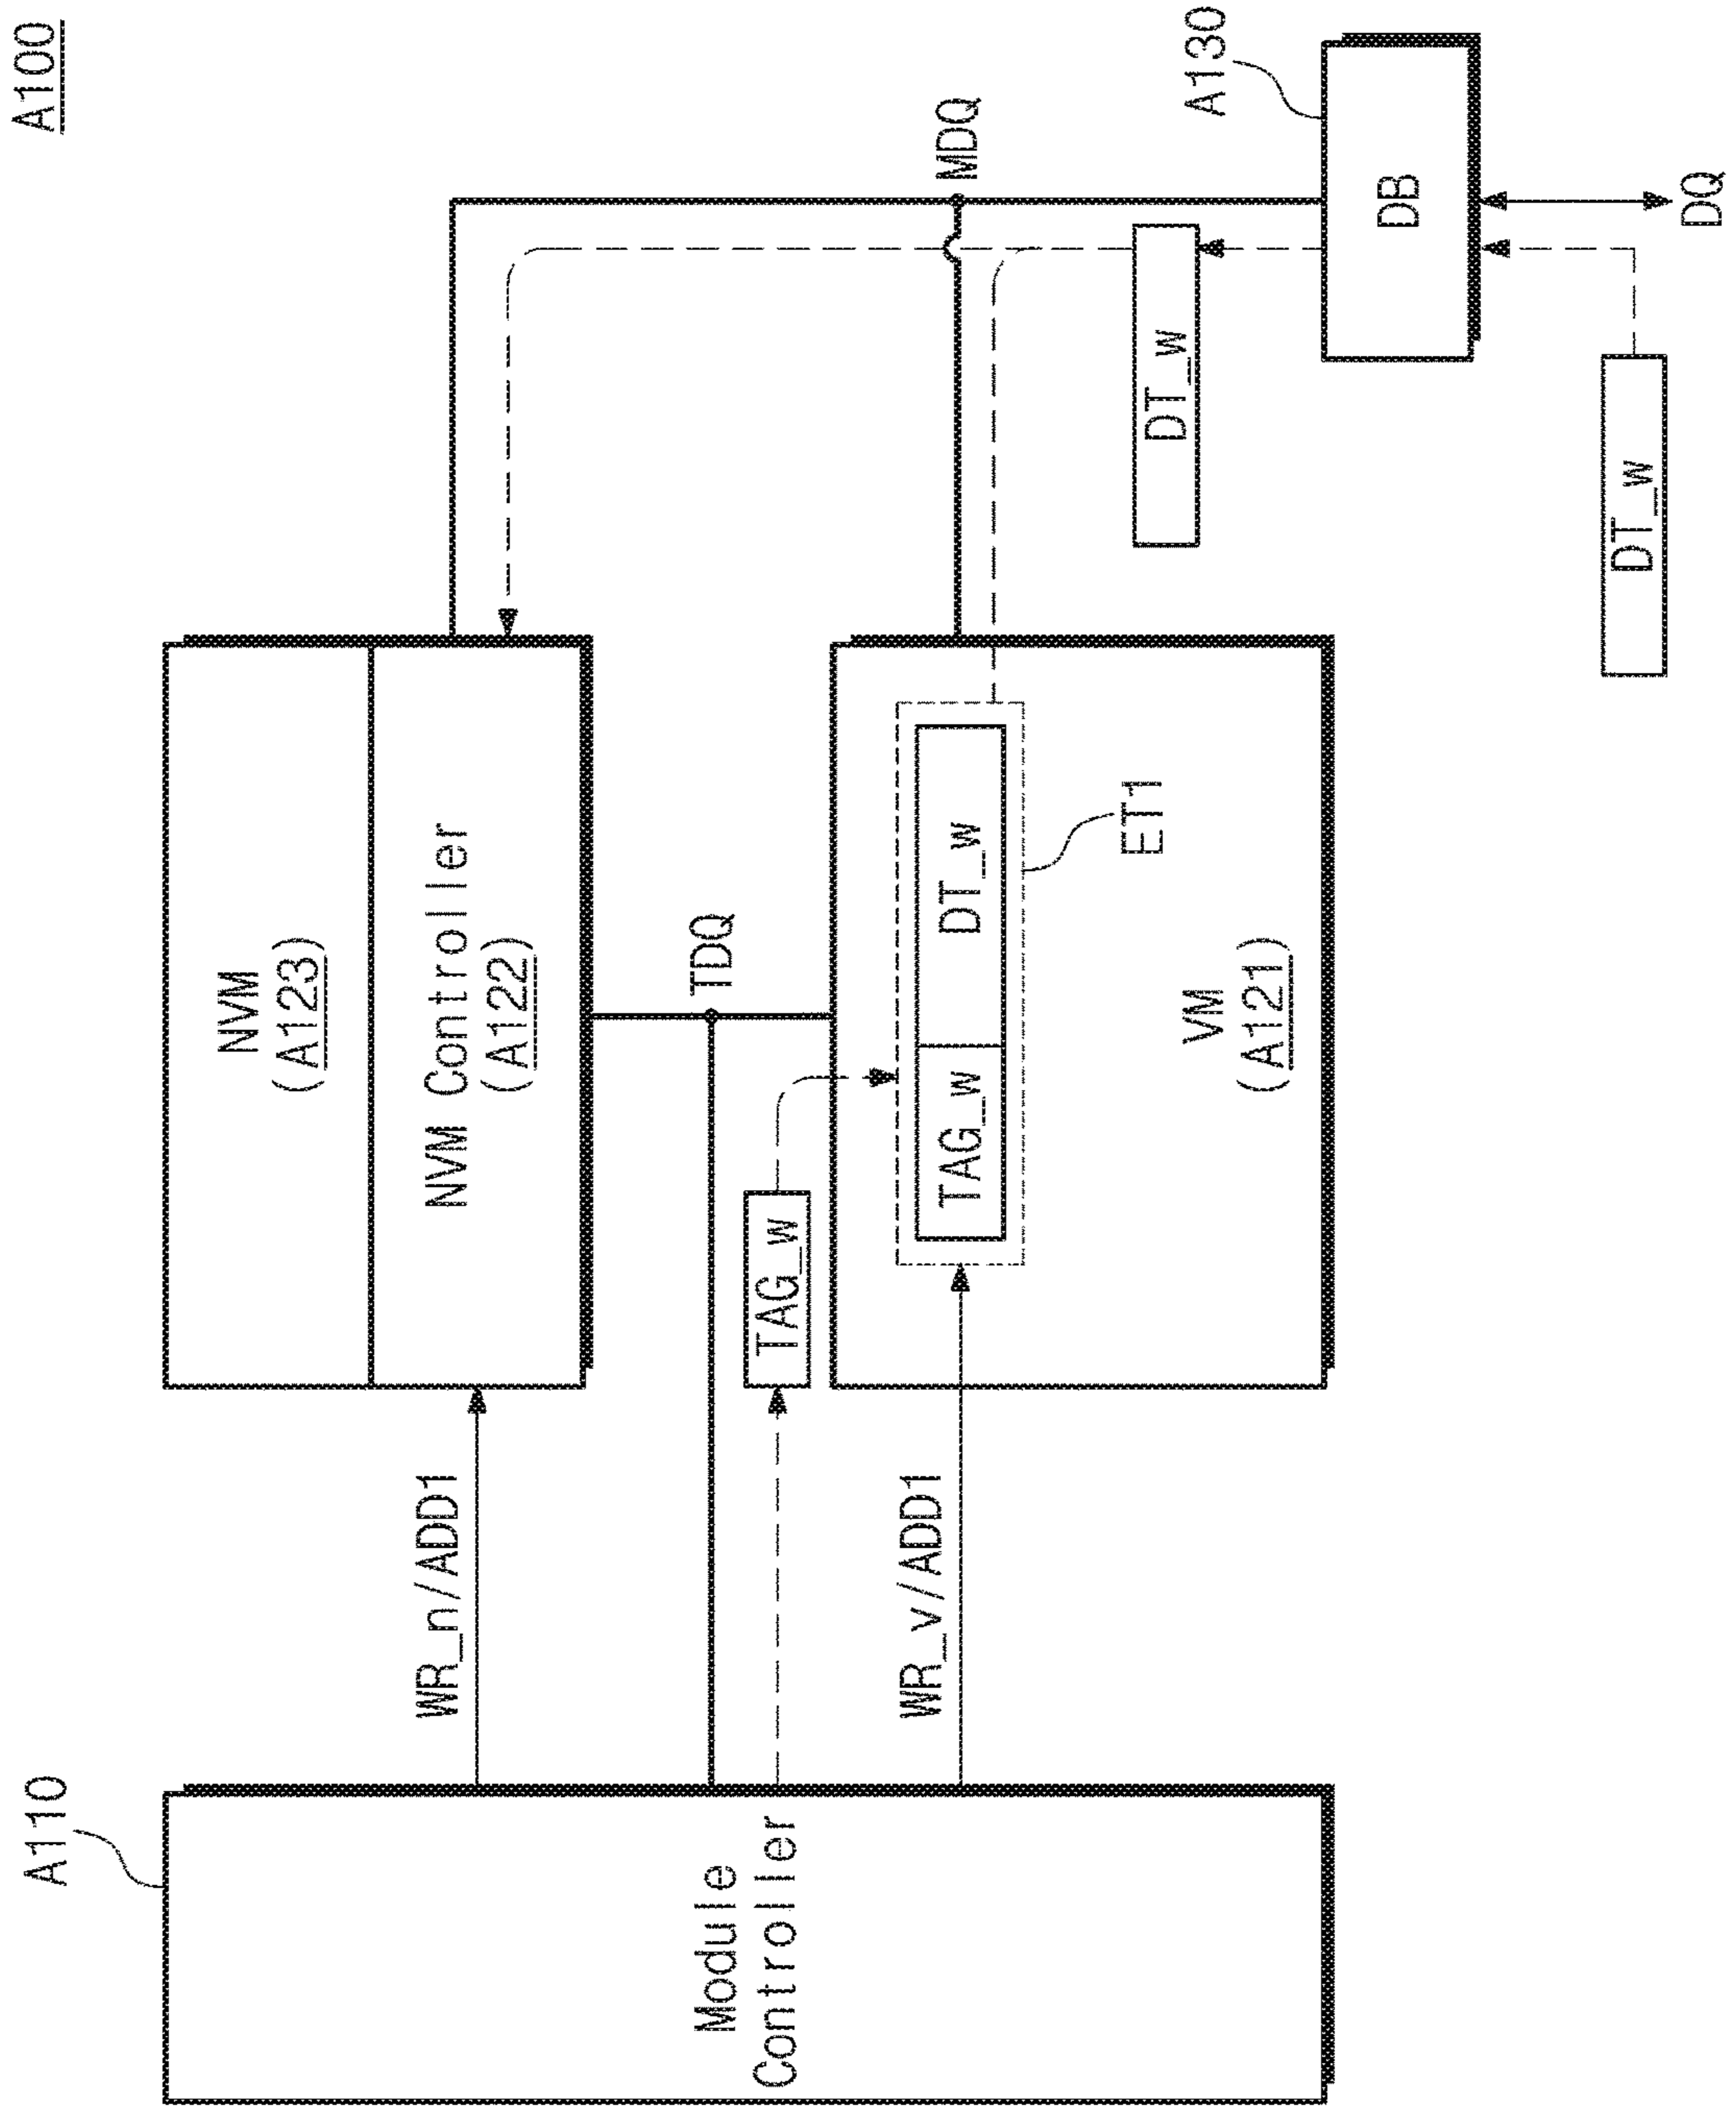 A100
A110
Module
Controller
WR_n/ADD1
WR_v/ADD1
NVM
(A123)
NVM Controller
(A122)
TDQ
TAG_w
TAG_w
DT_w
ET1
VM
(A121)
MDQ
DT_w
A130
DB
DQ
DT_w